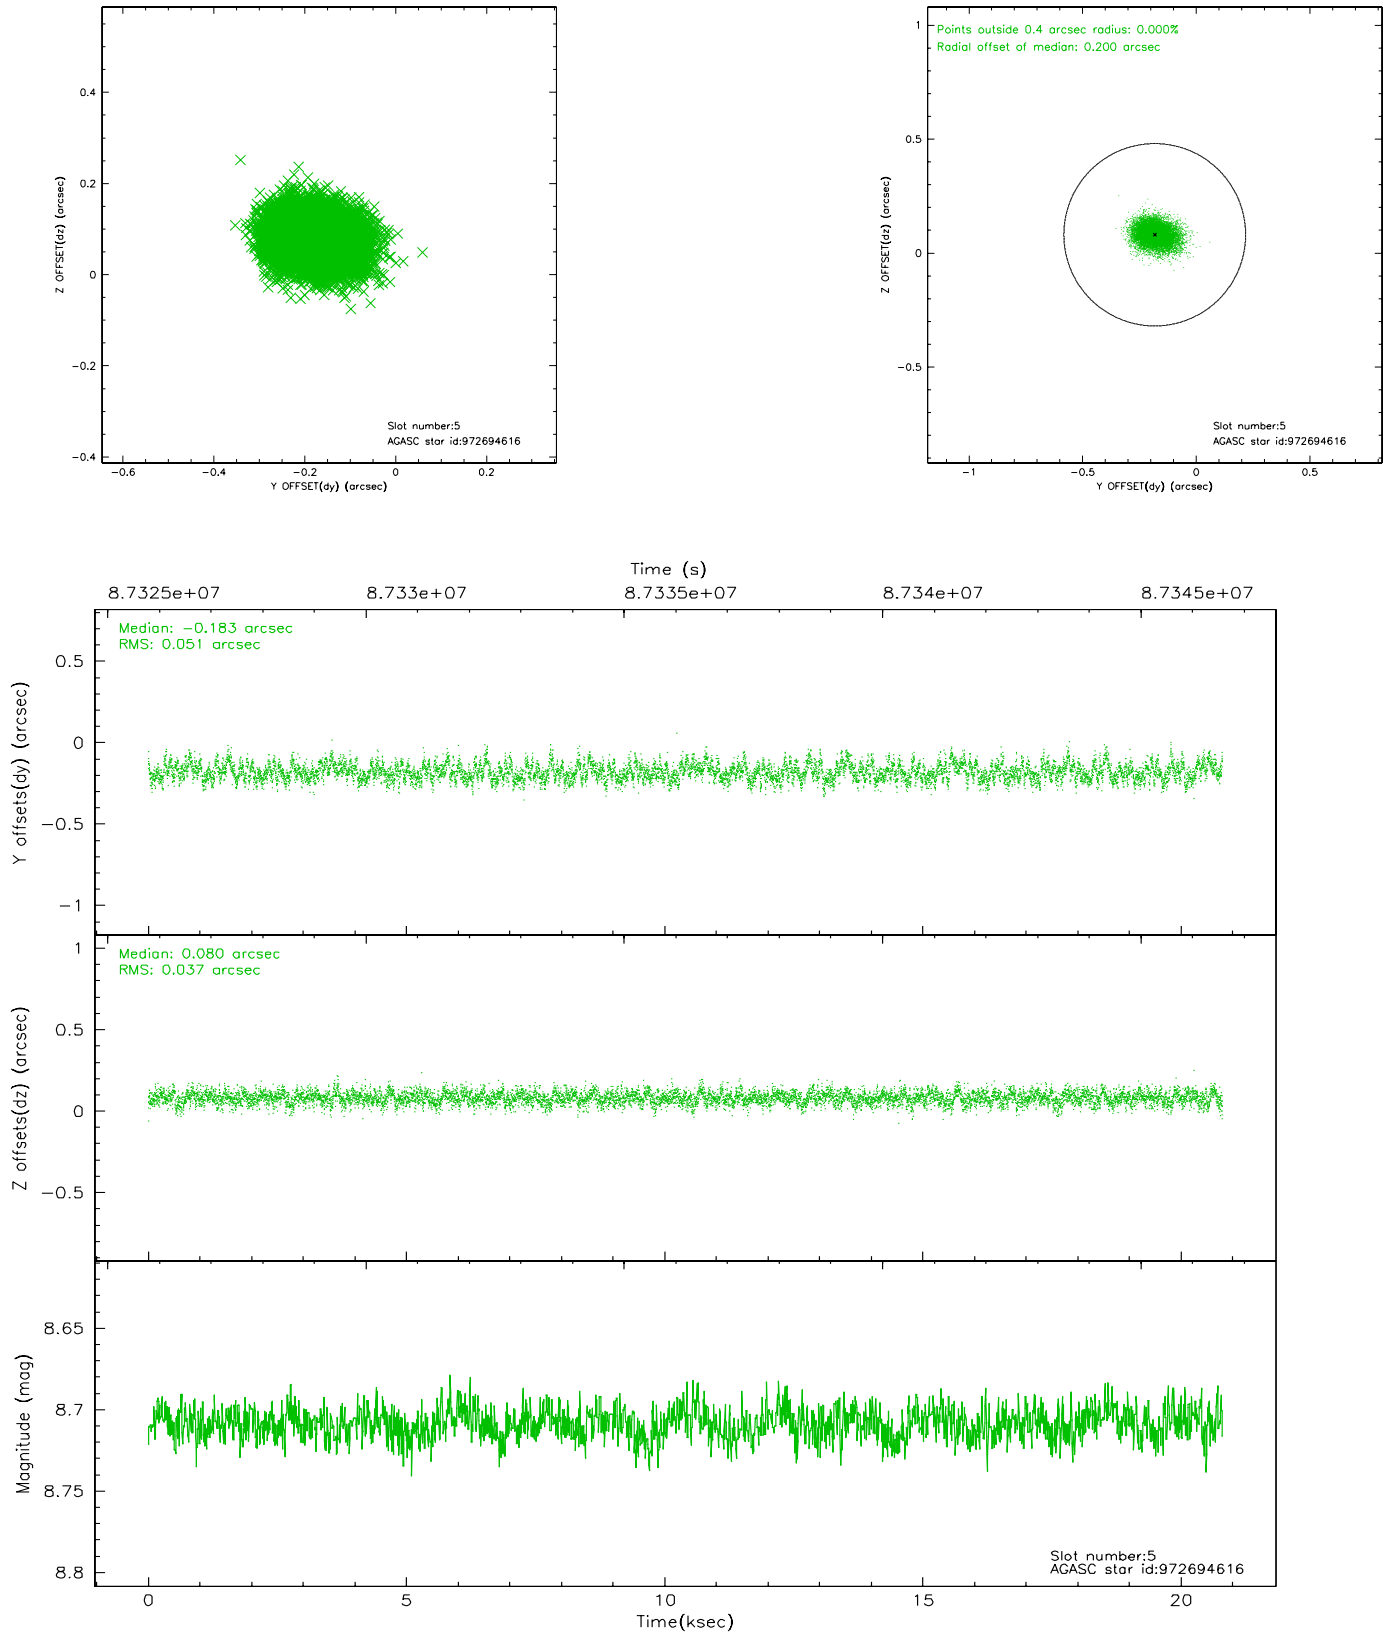 0.4
0.2
0
−0.2
−0.4
Z OFFSET(dz) (arcsec)
−0.6
−0.4
−0.2
0
0.2
Y OFFSET(dy) (arcsec)
Slot number:5
AGASC star id:972694616
Points outside 0.4 arcsec radius: 0.000%
Radial offset of median: 0.200 arcsec
1
0.5
0
−0.5
Z OFFSET(dz) (arcsec)
−1
−0.5
0
0.5
Y OFFSET(dy) (arcsec)
Slot number:5
AGASC star id:972694616
Time (s)
8.7325e+07
8.733e+07
8.7335e+07
8.734e+07
8.7345e+07
Median: −0.183 arcsec
RMS: 0.051 arcsec
0.5
0
−0.5
−1
Y offsets(dy) (arcsec)
Median: 0.080 arcsec
RMS: 0.037 arcsec
1
0.5
0
−0.5
Z offsets(dz) (arcsec)
8.65
8.7
8.75
8.8
Magnitude (mag)
Slot number:5
AGASC star id:972694616
0
5
10
15
20
Time(ksec)